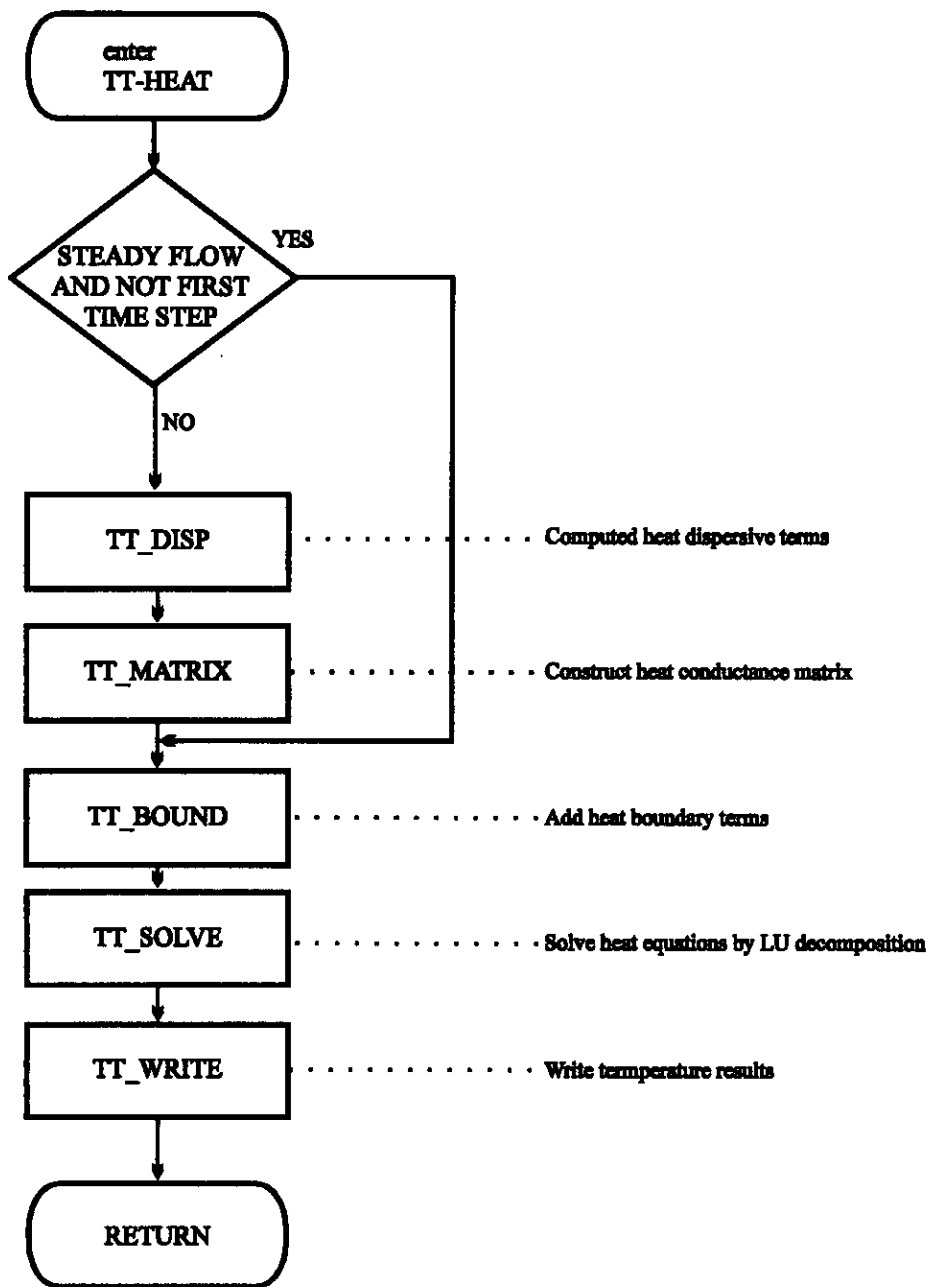 enter
TT-HEAT
YES
STEADY FLOW
AND NOT FIRST
TIME STEP
NO
TT_DISP
Computed heat dispersive terms
TT_MATRIX
Construct heat conductance matrix
TT_BOUND
Add heat boundary terms
TT_SOLVE
Solve heat equations by LU decomposition
TT_WRITE
Write termperature results
RETURN